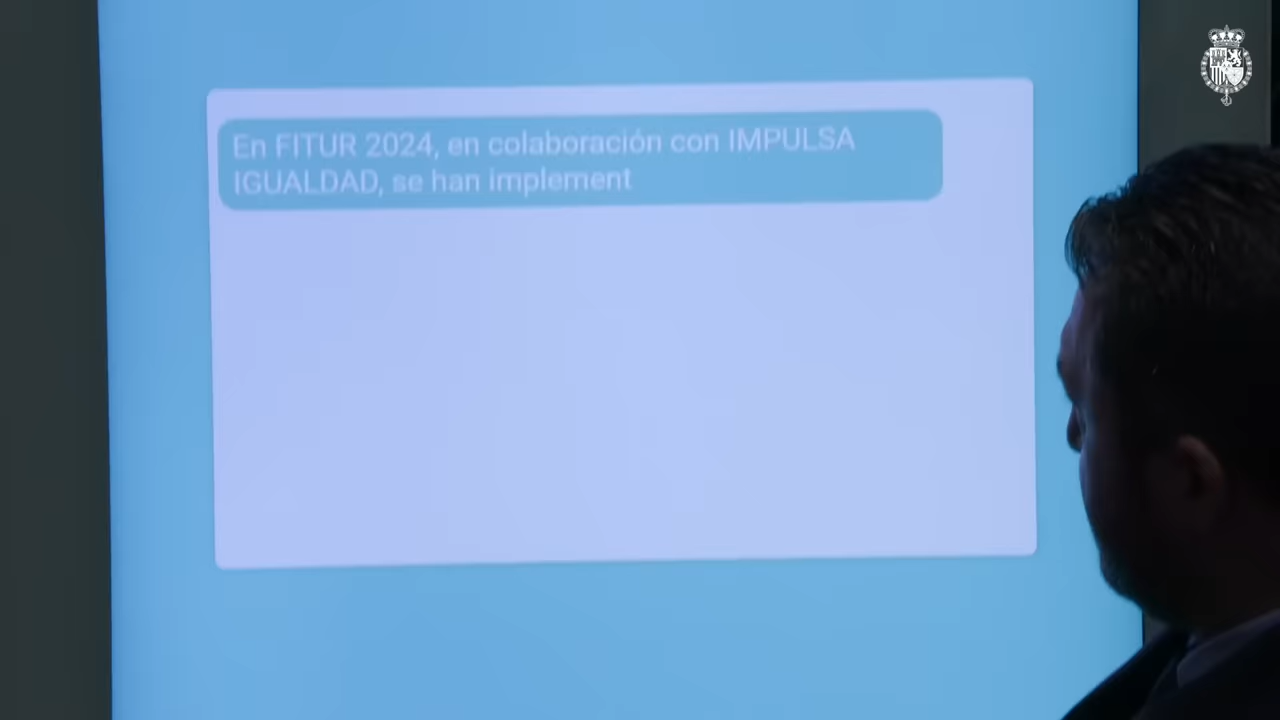 En FITUR 2024, en colaboración con IMPULSA
IGUALDAD, se han implement